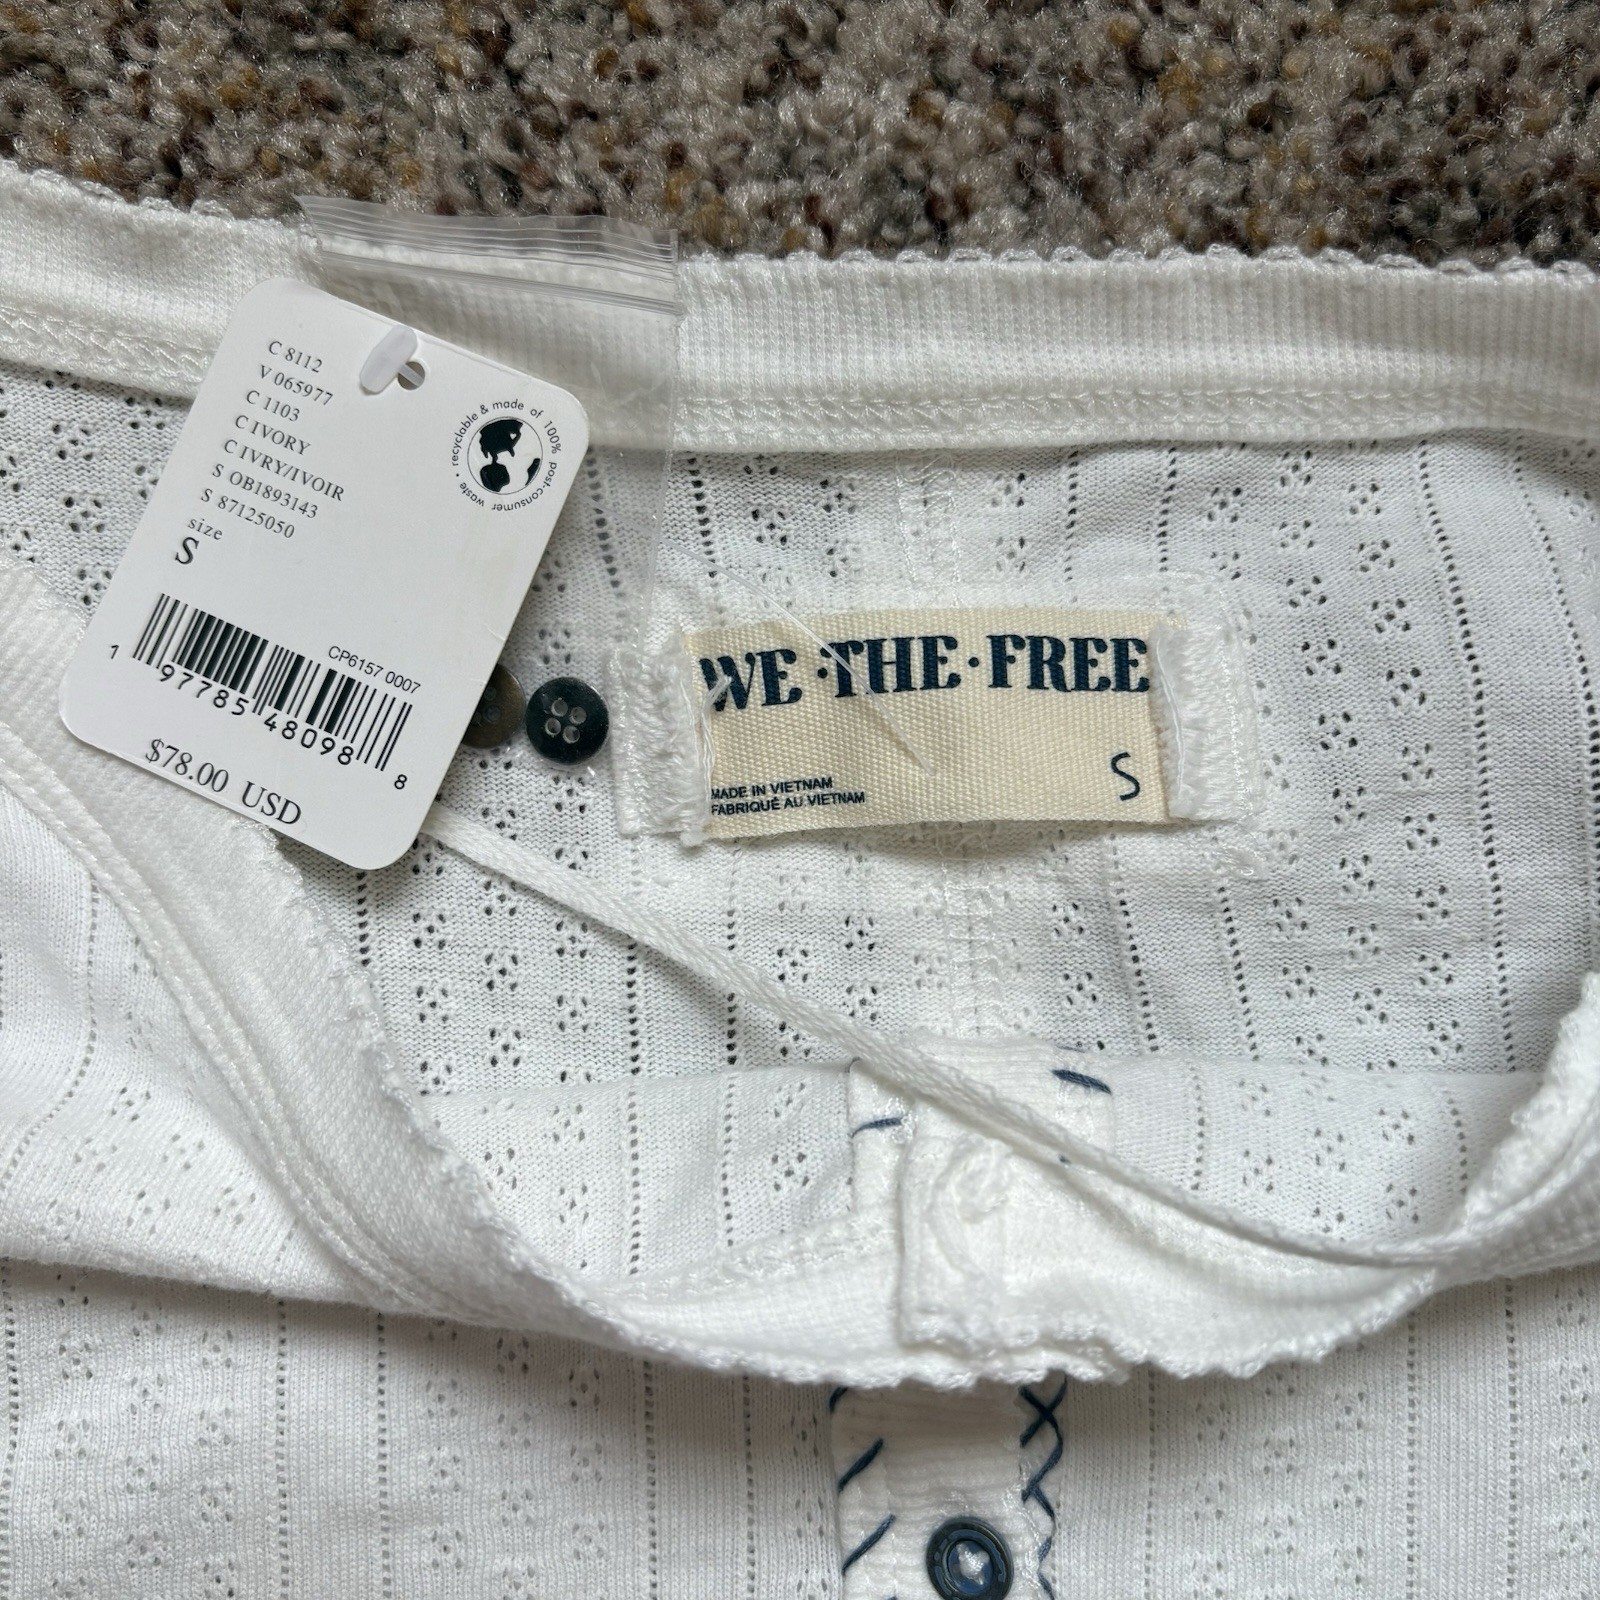 C 8112
V 065977
C 1103
C IVORY
C IVRY/IVOIR
S OB1893143
S 87125050
size
S
recyclable & made of 100% post-consumer waste •
CP6157 0007
1 97785 48098 8
$78.00 USD
WE • THE • FREE
S
MADE IN VIETNAM
FABRIQUÉ AU VIETNAM